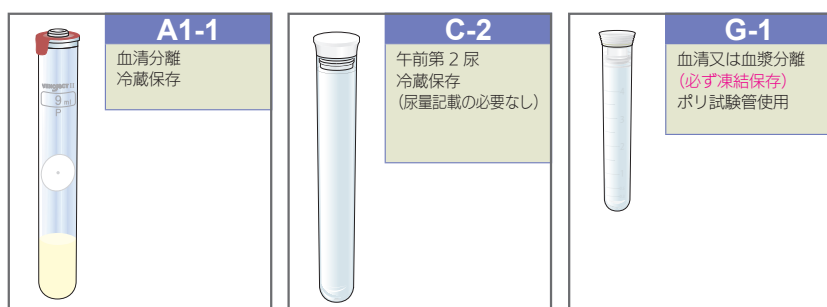 A1-1
血清分離
冷蔵保存
9 ml
P
C-2
午前第 2 尿
冷蔵保存
（尿量記載の必要なし）
G-1
血清又は血漿分離
（必ず凍結保存）
ポリ試験管使用